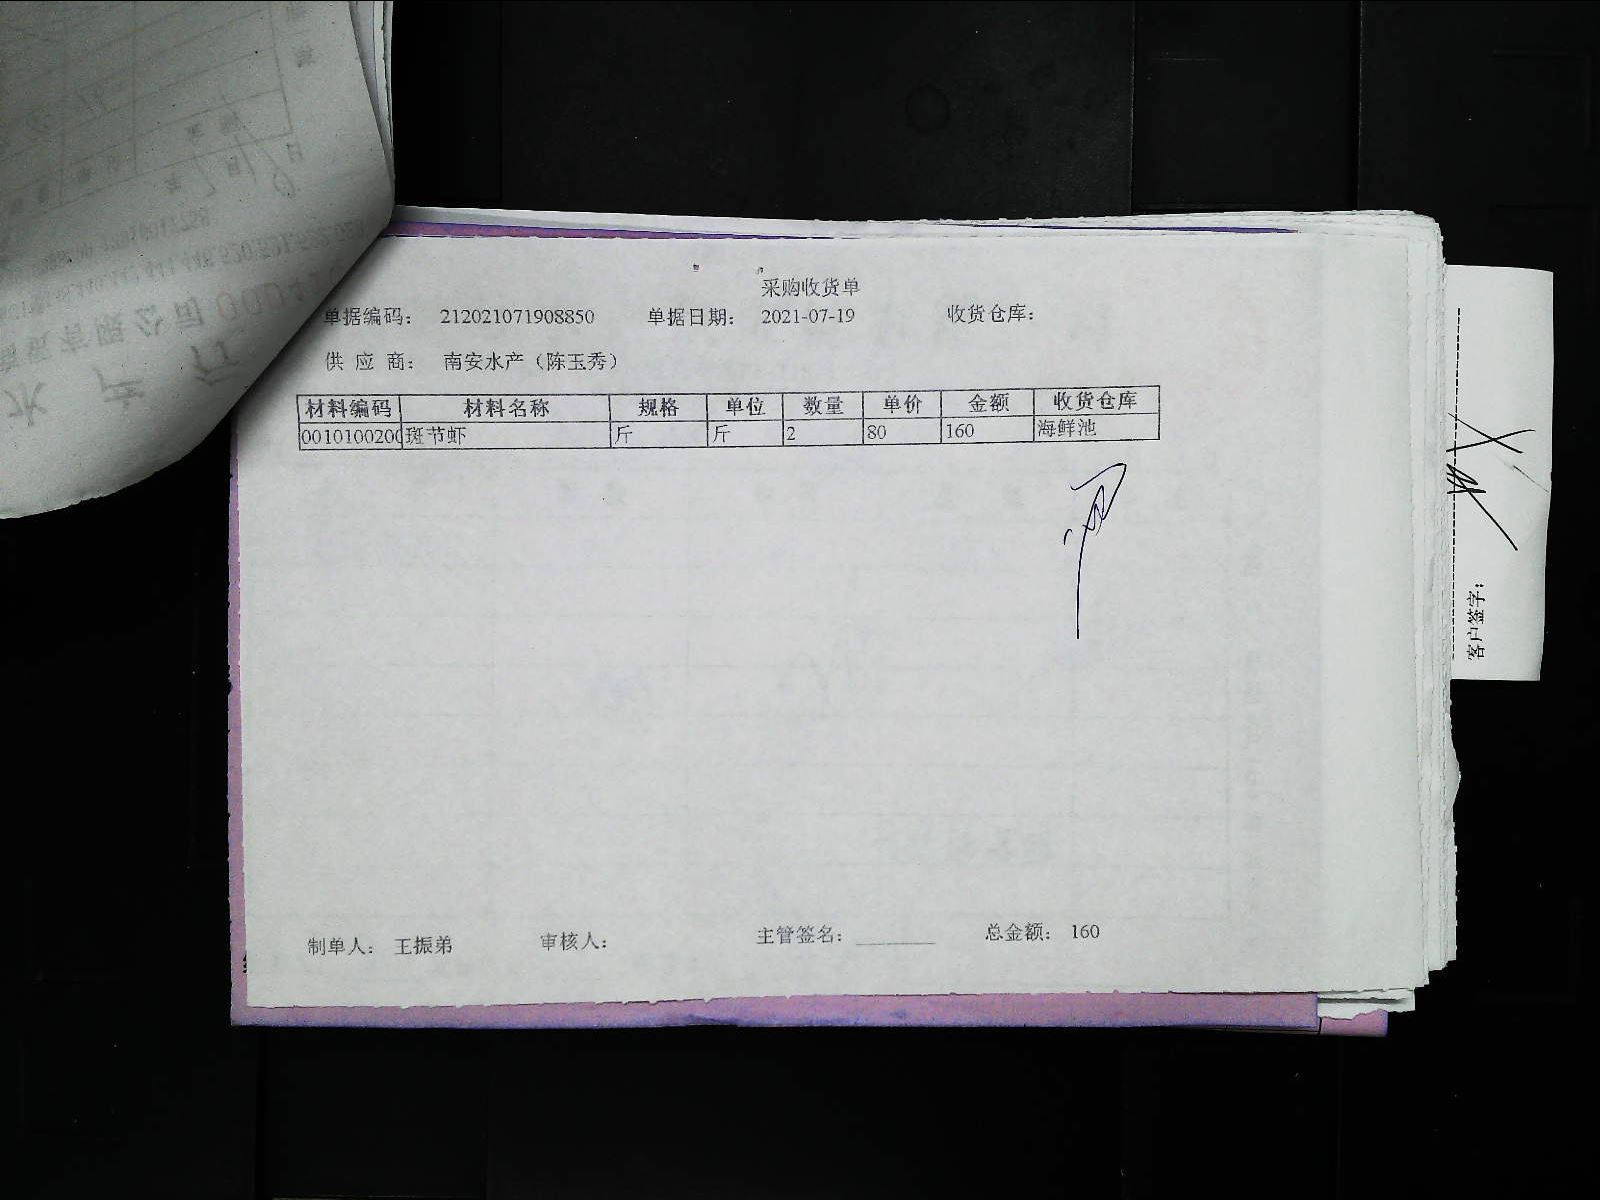 采购收货单
单据编码： 212021071908850 单据日期： 2021-07-19 收货仓库：
供 应 商： 南安水产（陈玉秀）
材料编码 材料名称 规格 单位 数量 单价 金额 收货仓库
0010100200 斑节虾 斤 斤 2 80 160 海鲜池
制单人： 王振弟 审核人： 主管签名： ________ 总金额： 160
客户签字：